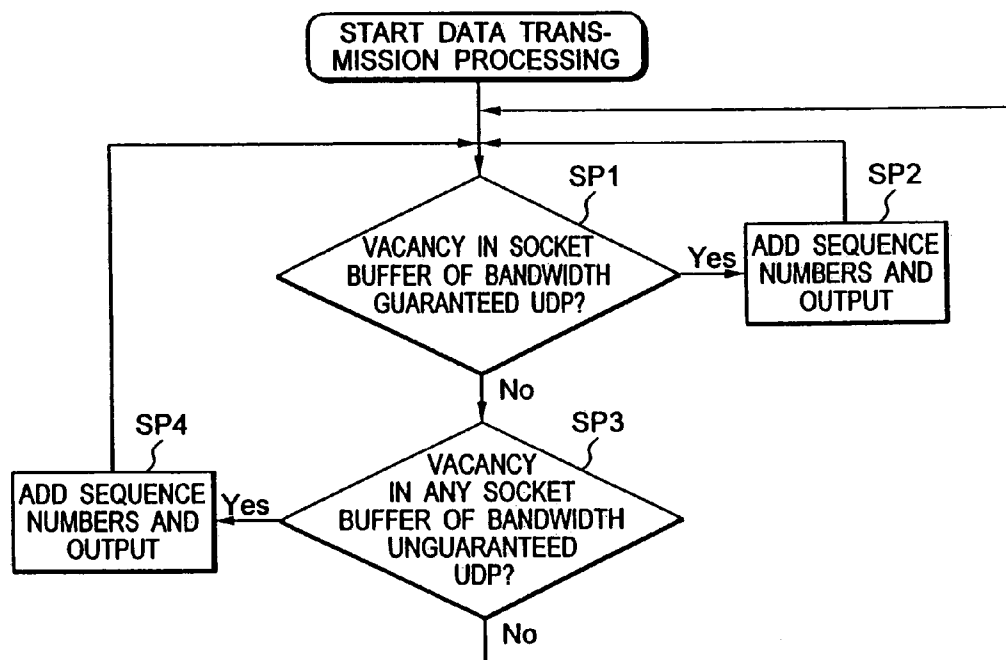 START DATA TRANS-
MISSION PROCESSING
SP1
VACANCY IN SOCKET
BUFFER OF BANDWIDTH
GUARANTEED UDP?
Yes
SP2
ADD SEQUENCE
NUMBERS AND
OUTPUT
No
SP3
VACANCY
IN ANY SOCKET
BUFFER OF BANDWIDTH
UNGUARANTEED
UDP?
Yes
SP4
ADD SEQUENCE
NUMBERS AND
OUTPUT
No